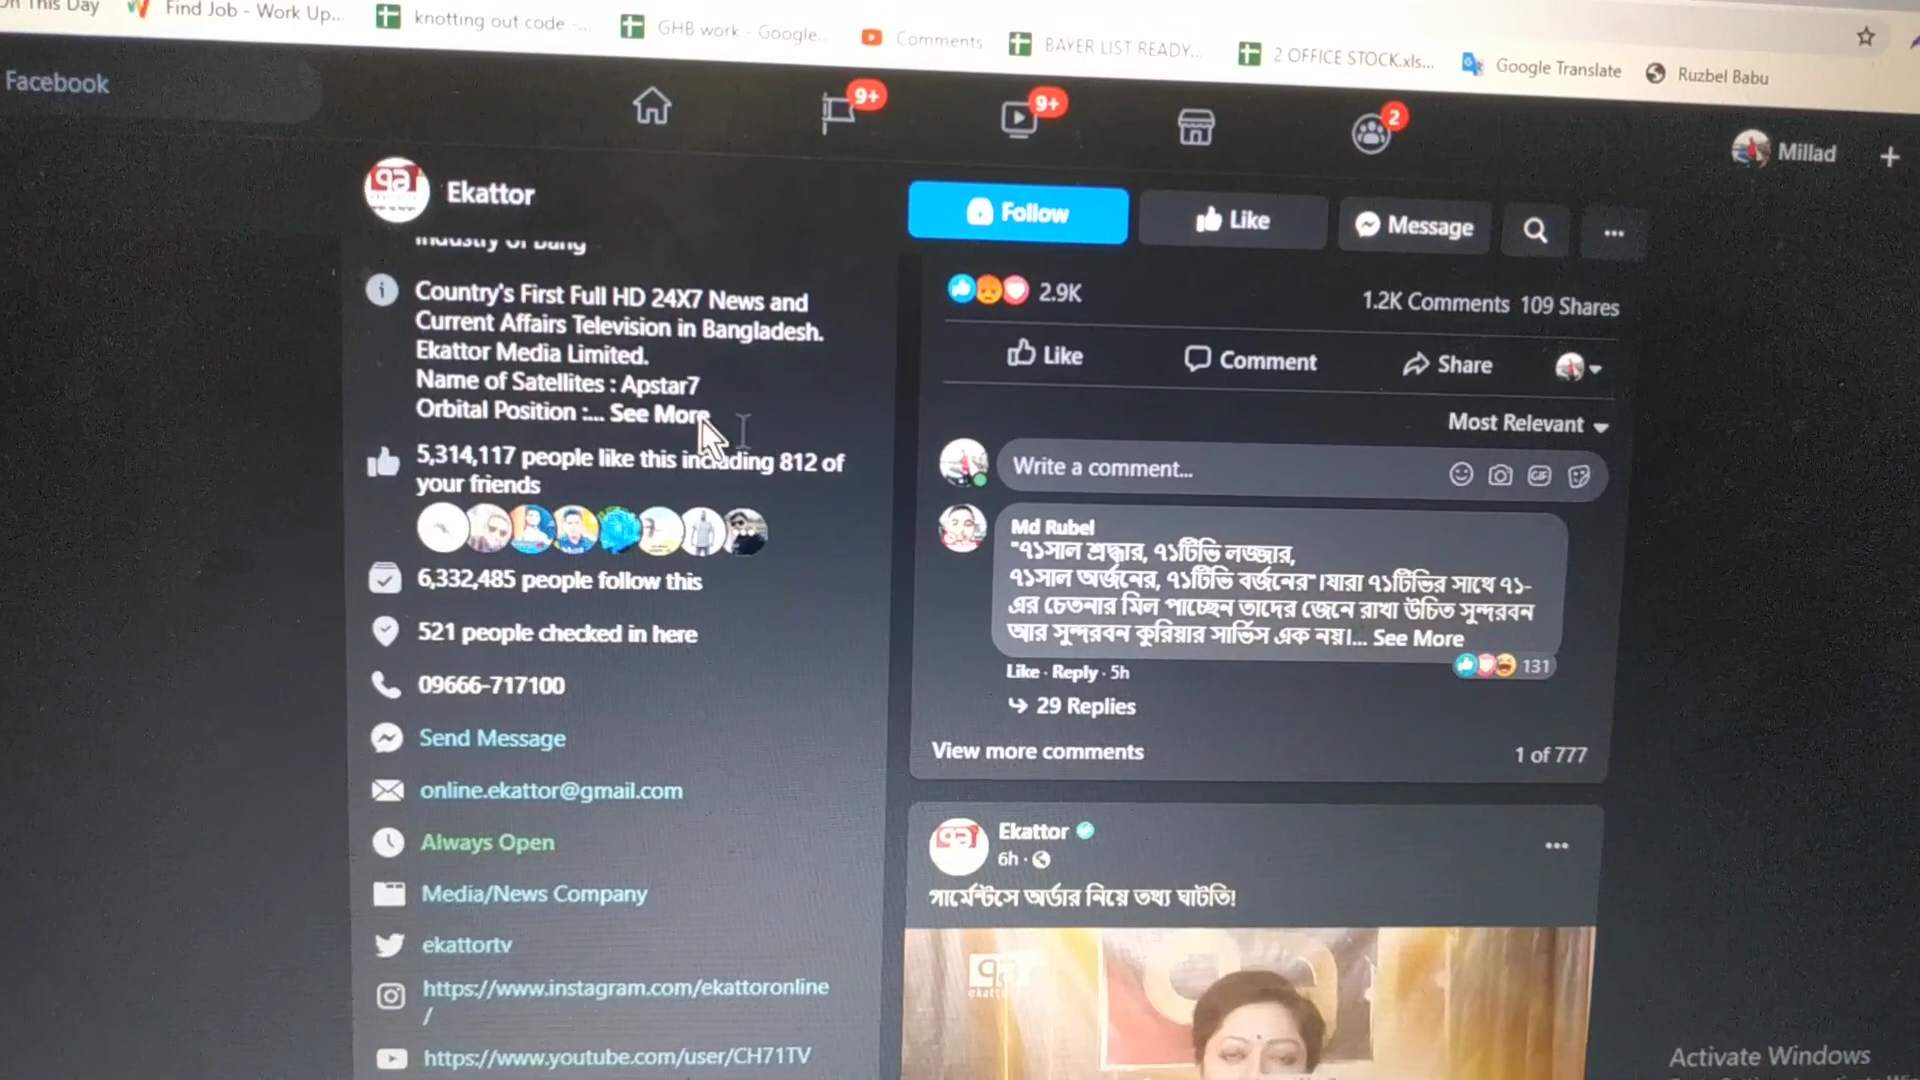 On This Day
Find Job - Work Up...
knotting out code -...
GHB work - Google...
Comments
BAYER LIST READY...
2 OFFICE STOCK.xls...
Google Translate
Ruzbel Babu
Facebook
9+
9+
2
Millad
Ekattor
Follow
Like
Message
Country's First Full HD 24X7 News and
Current Affairs Television in Bangladesh.
Ekattor Media Limited.
Name of Satellites : Apstar7
Orbital Position :... See More
5,314,117 people like this including 812 of
your friends
6,332,485 people follow this
521 people checked in here
09666-717100
Send Message
online.ekattor@gmail.com
Always Open
Media/News Company
ekattortv
https://www.instagram.com/ekattoronline
/
https://www.youtube.com/user/CH71TV
2.9K
1.2K Comments 109 Shares
Like
Comment
Share
Most Relevant
Write a comment...
GIF
Md Rubel
"৭১সাল শ্রদ্ধার, ৭১টিভি লজ্জার,
৭১সাল অর্জনের, ৭১টিভি বর্জনের"।যারা ৭১টিভির সাথে ৭১-
এর চেতনার মিল পাচ্ছেন তাদের জেনে রাখা উচিত সুন্দরবন
আর সুন্দরবন কুরিয়ার সার্ভিস এক নয়।... See More
131
Like · Reply · 5h
29 Replies
View more comments
1 of 777
Ekattor
6h ·
গার্মেন্টসে অর্ডার নিয়ে তথ্য ঘাটতি!
Activate Windows